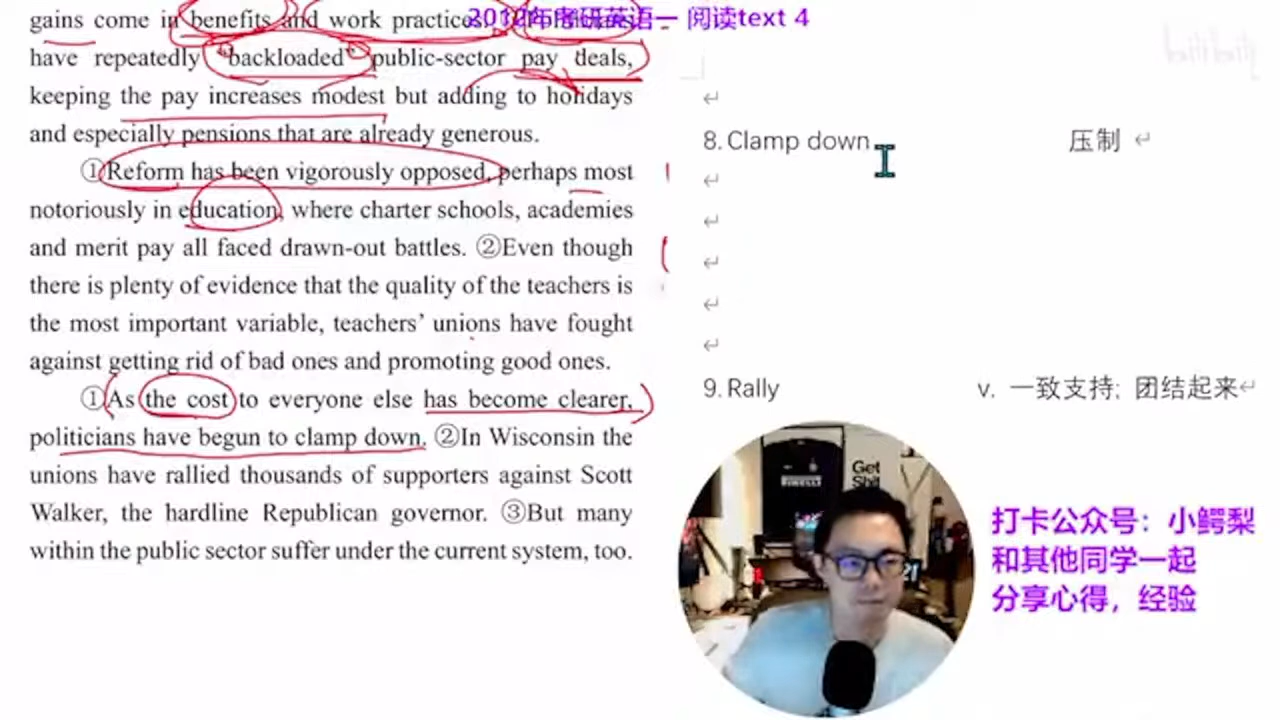 gains come in benefits and work practices.
2012年考研英语一 阅读text 4
have repeatedly "backloaded" public-sector pay deals,
keeping the pay increases modest but adding to holidays
and especially pensions that are already generous.
①Reform has been vigorously opposed, perhaps most
notoriously in education, where charter schools, academies
and merit pay all faced drawn-out battles. ②Even though
there is plenty of evidence that the quality of the teachers is
the most important variable, teachers' unions have fought
against getting rid of bad ones and promoting good ones.
①As the cost to everyone else has become clearer,
politicians have begun to clamp down. ②In Wisconsin the
unions have rallied thousands of supporters against Scott
Walker, the hardline Republican governor. ③But many
within the public sector suffer under the current system, too.
bilibili
8. Clamp down 压制
9. Rally v. 一致支持; 团结起来
PIRELLI
Get
打卡公众号：小鳄梨
和其他同学一起
分享心得，经验